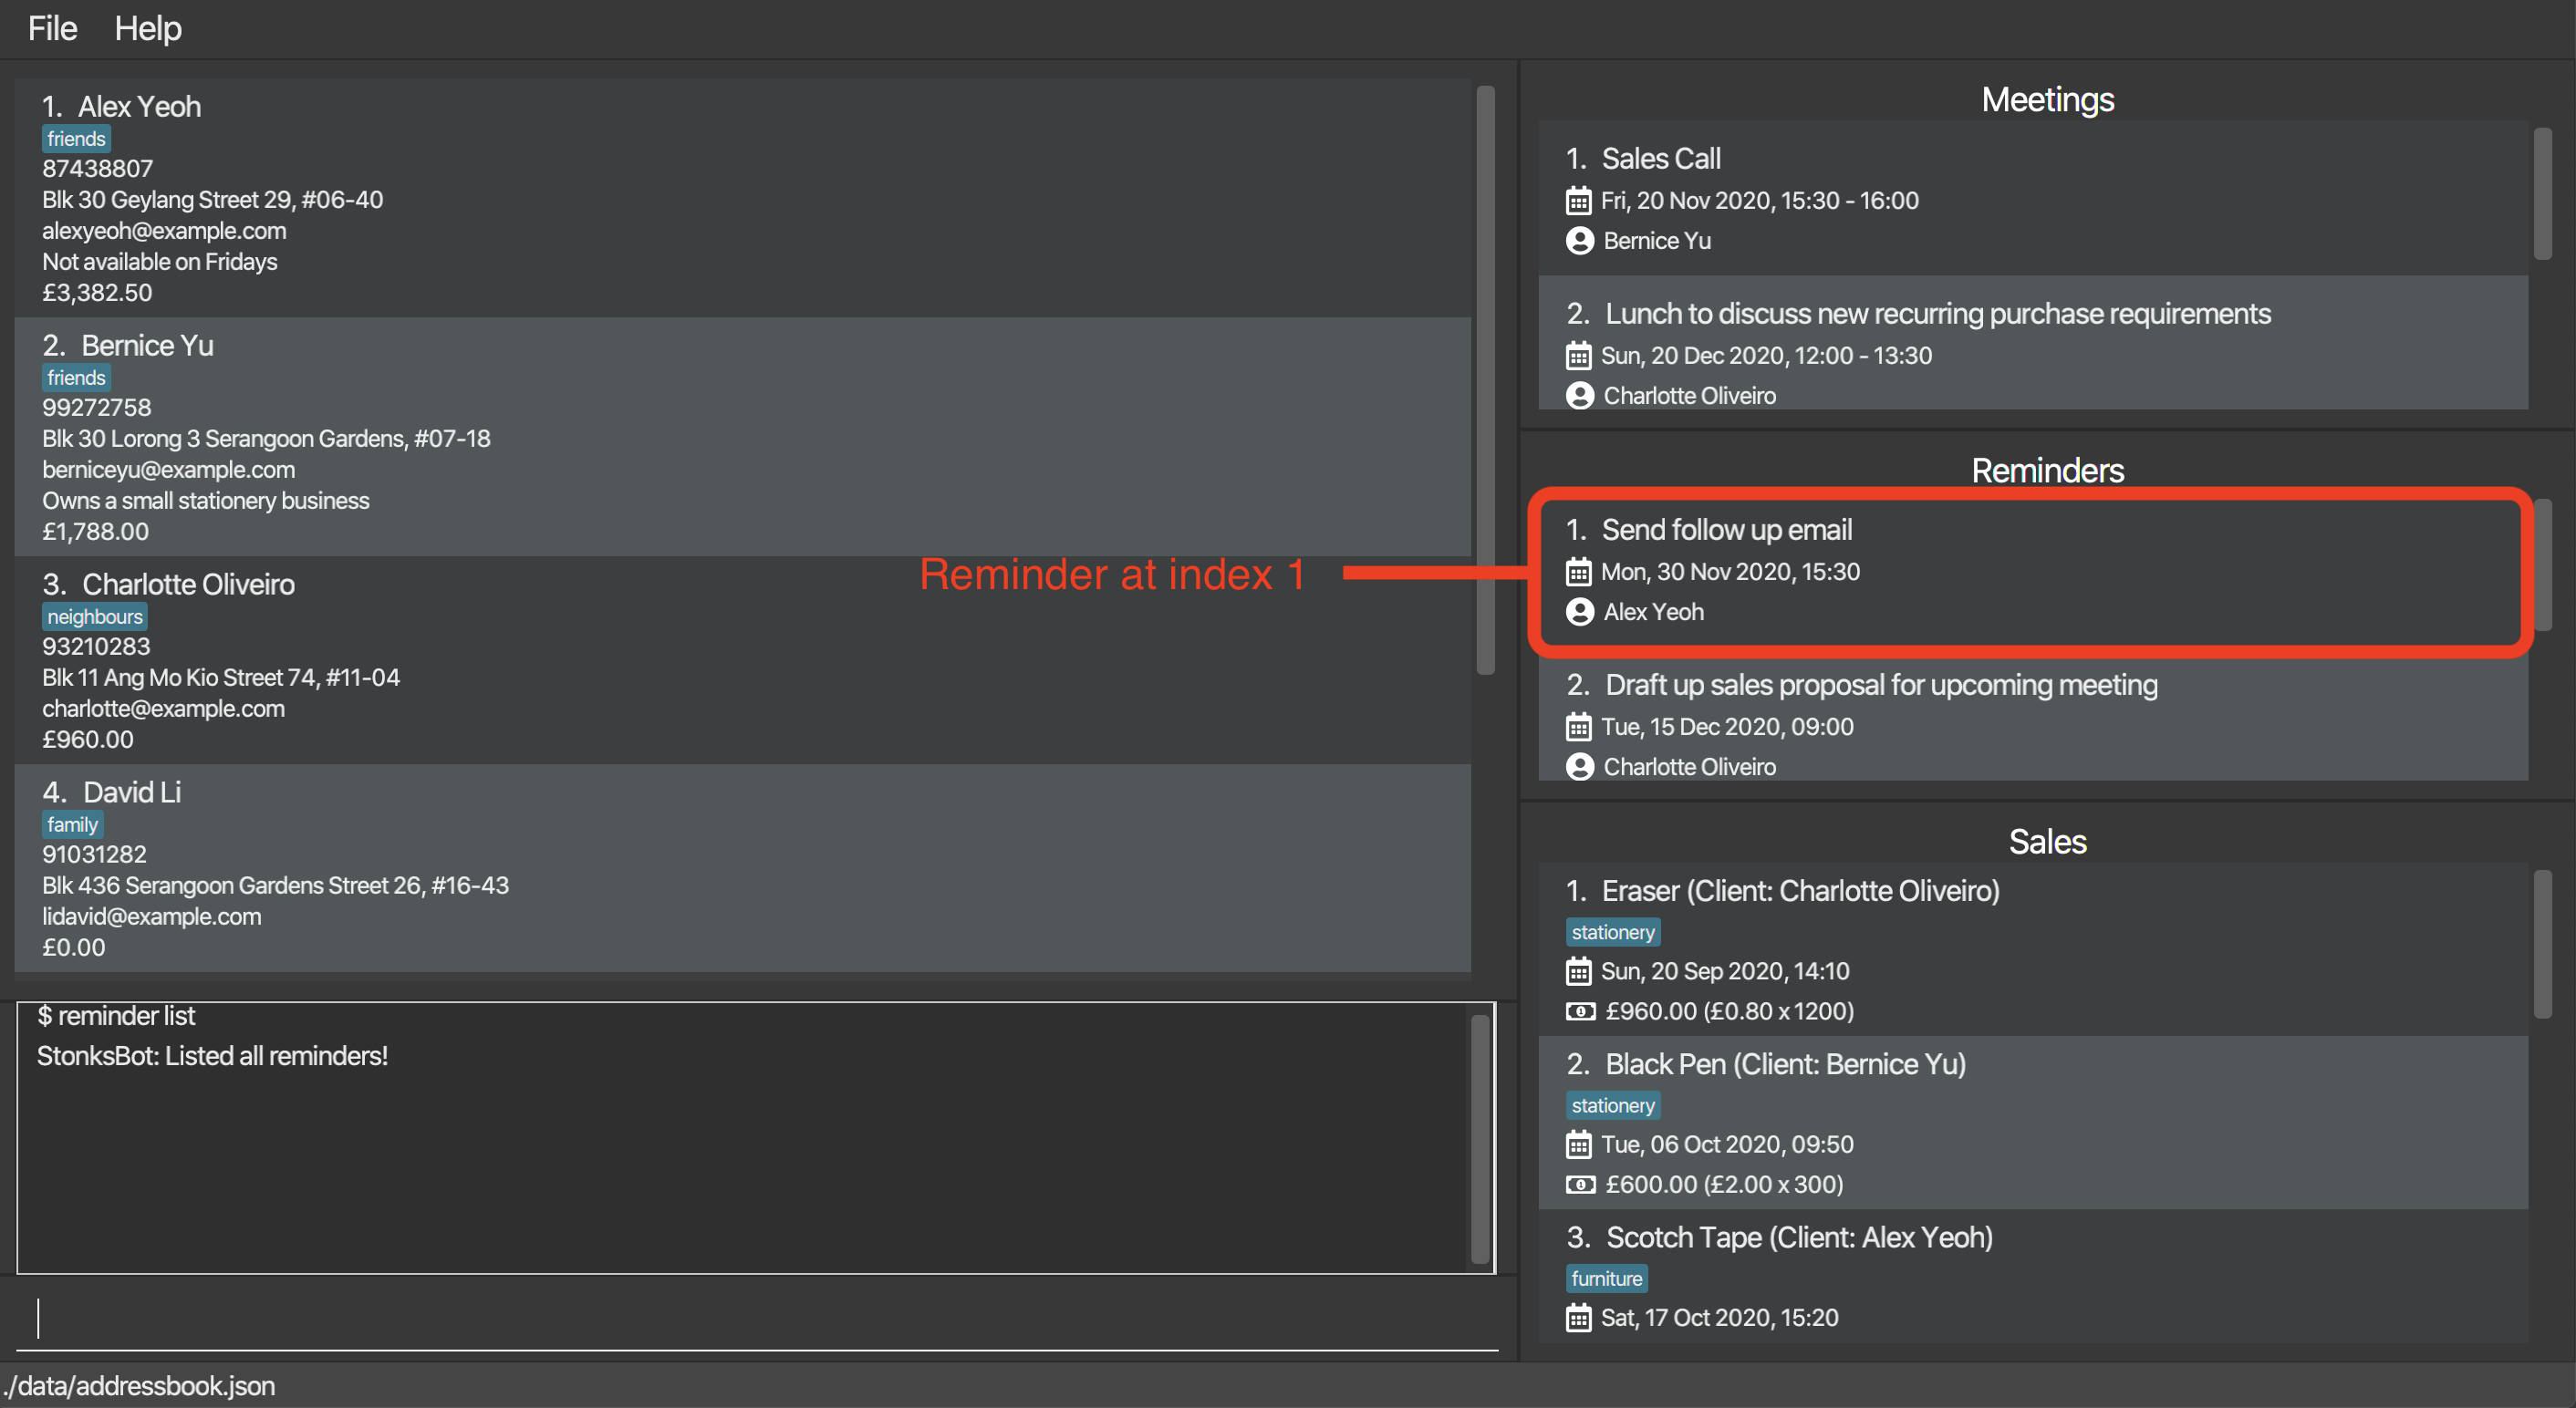 File Help
1. Alex Yeoh
friends
87438807
Blk 30 Geylang Street 29, #06-40
alexyeoh@example.com
Not available on Fridays
£3,382.50
2. Bernice Yu
friends
99272758
Blk 30 Lorong 3 Serangoon Gardens, #07-18
berniceyu@example.com
Owns a small stationery business
£1,788.00
3. Charlotte Oliveiro
neighbours
93210283
Blk 11 Ang Mo Kio Street 74, #11-04
charlotte@example.com
£960.00
4. David Li
family
91031282
Blk 436 Serangoon Gardens Street 26, #16-43
lidavid@example.com
£0.00
$ reminder list
StonksBot: Listed all reminders!
./data/addressbook.json
Reminder at index 1
Meetings
1. Sales Call
Fri, 20 Nov 2020, 15:30 - 16:00
Bernice Yu
2. Lunch to discuss new recurring purchase requirements
Sun, 20 Dec 2020, 12:00 - 13:30
Charlotte Oliveiro
Reminders
1. Send follow up email
Mon, 30 Nov 2020, 15:30
Alex Yeoh
2. Draft up sales proposal for upcoming meeting
Tue, 15 Dec 2020, 09:00
Charlotte Oliveiro
Sales
1. Eraser (Client: Charlotte Oliveiro)
stationery
Sun, 20 Sep 2020, 14:10
£960.00 (£0.80 x 1200)
2. Black Pen (Client: Bernice Yu)
stationery
Tue, 06 Oct 2020, 09:50
£600.00 (£2.00 x 300)
3. Scotch Tape (Client: Alex Yeoh)
furniture
Sat, 17 Oct 2020, 15:20